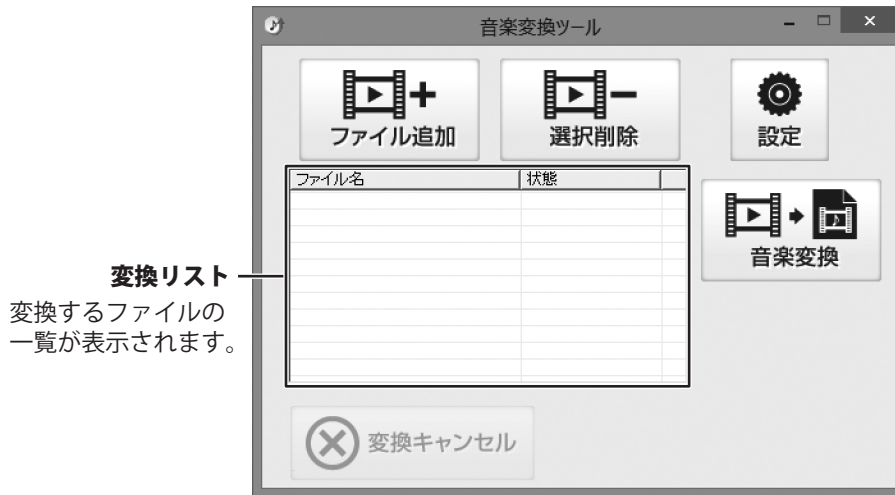 音楽変換ツール
ファイル追加
選択削除
設定
ファイル名
状態
音楽変換
変換リスト
変換するファイルの
一覧が表示されます。
変換キャンセル